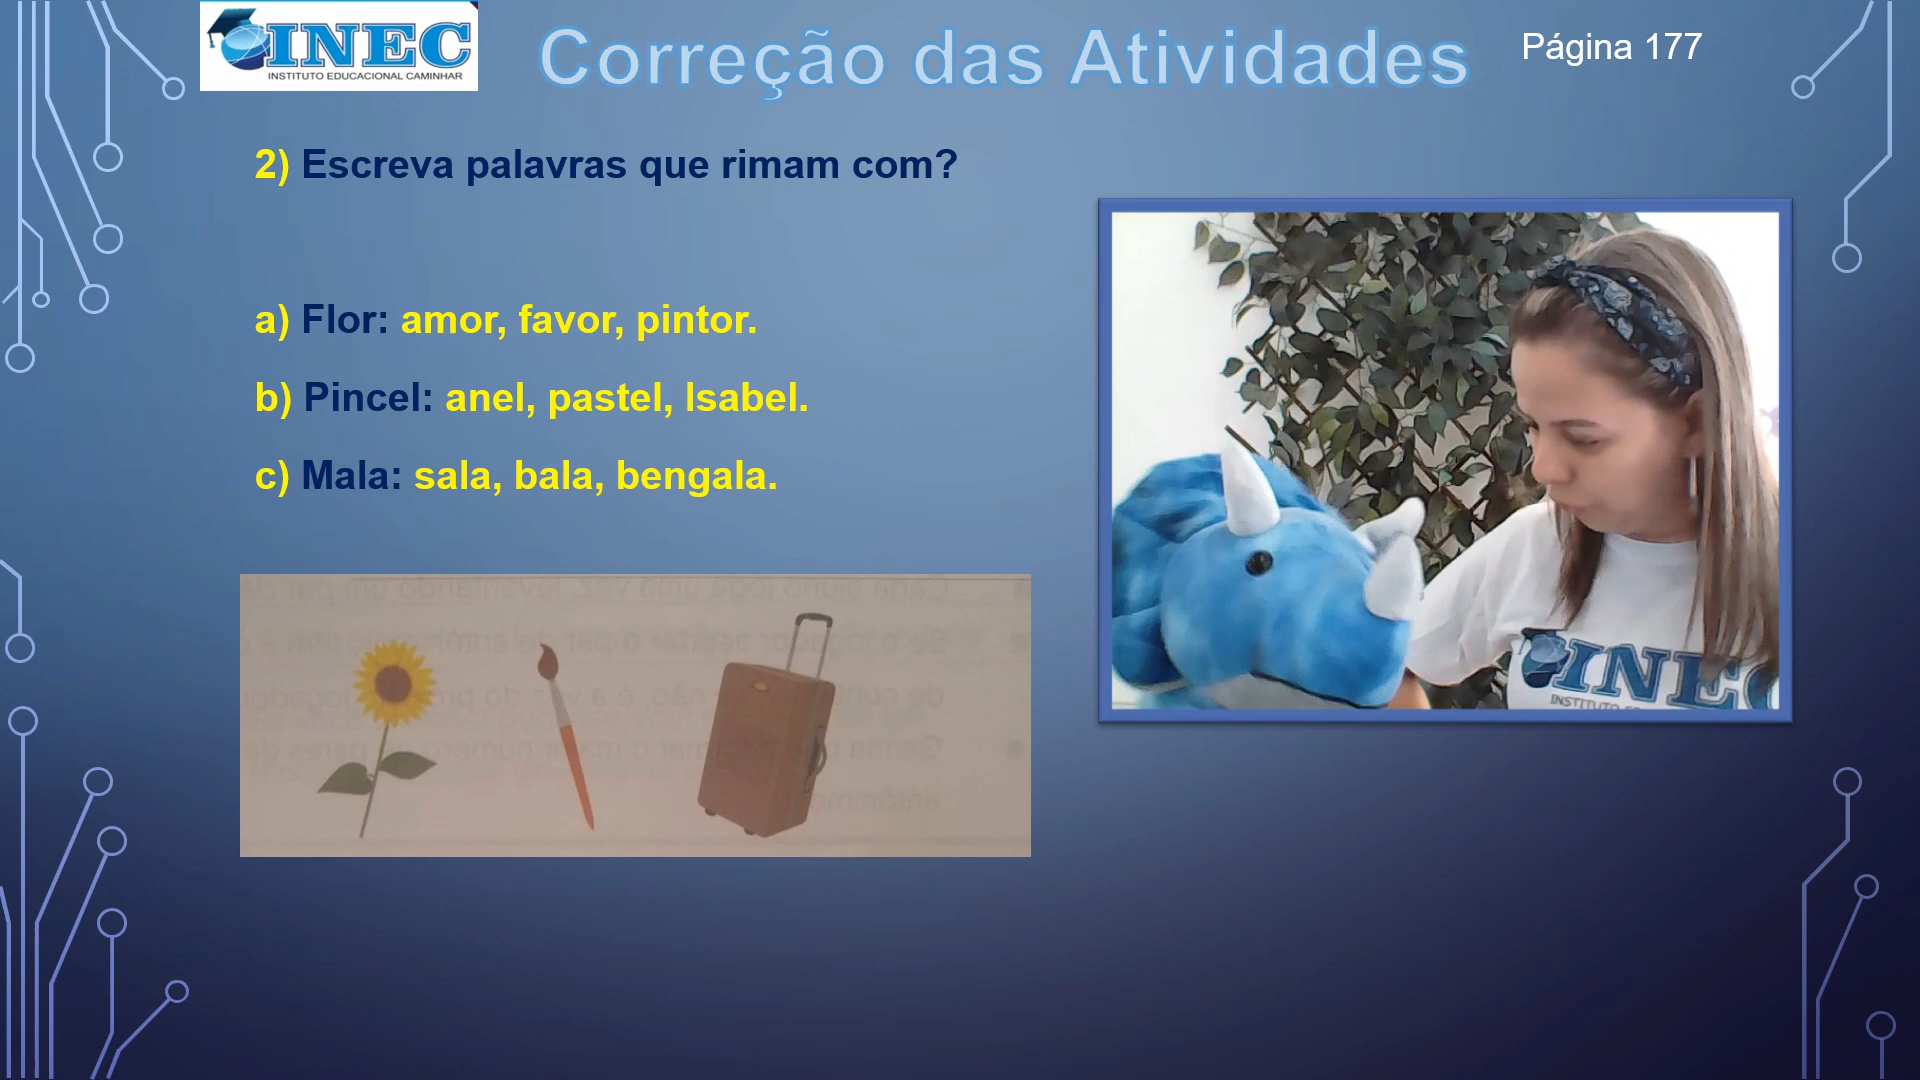 INEC
INSTITUTO EDUCACIONAL CAMINHAR
Correção das Atividades
Página 177
2) Escreva palavras que rimam com?
a) Flor: amor, favor, pintor.
b) Pincel: anel, pastel, Isabel.
c) Mala: sala, bala, bengala.
INEC